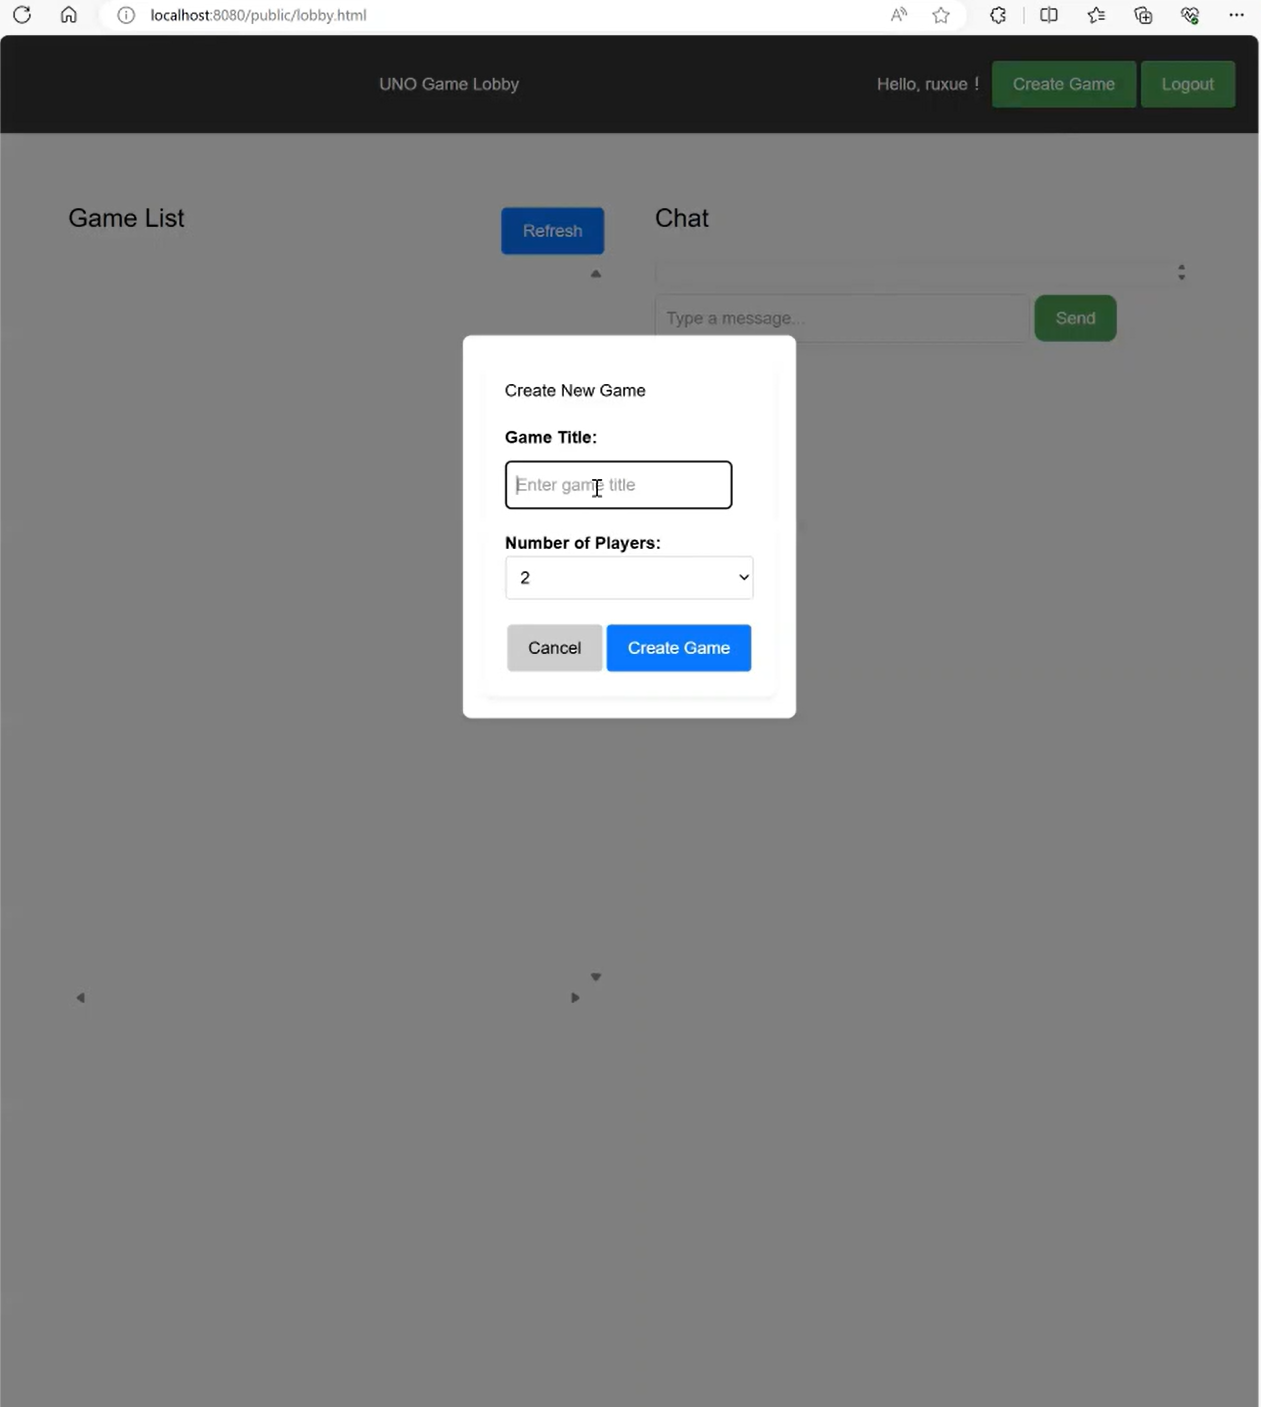 localhost:8080/public/lobby.html
UNO Game Lobby
Hello, ruxue !
Create Game
Logout
Game List
Refresh
Chat
Type a message...
Send
Create New Game
Game Title:
Enter game title
Number of Players:
2
Cancel
Create Game